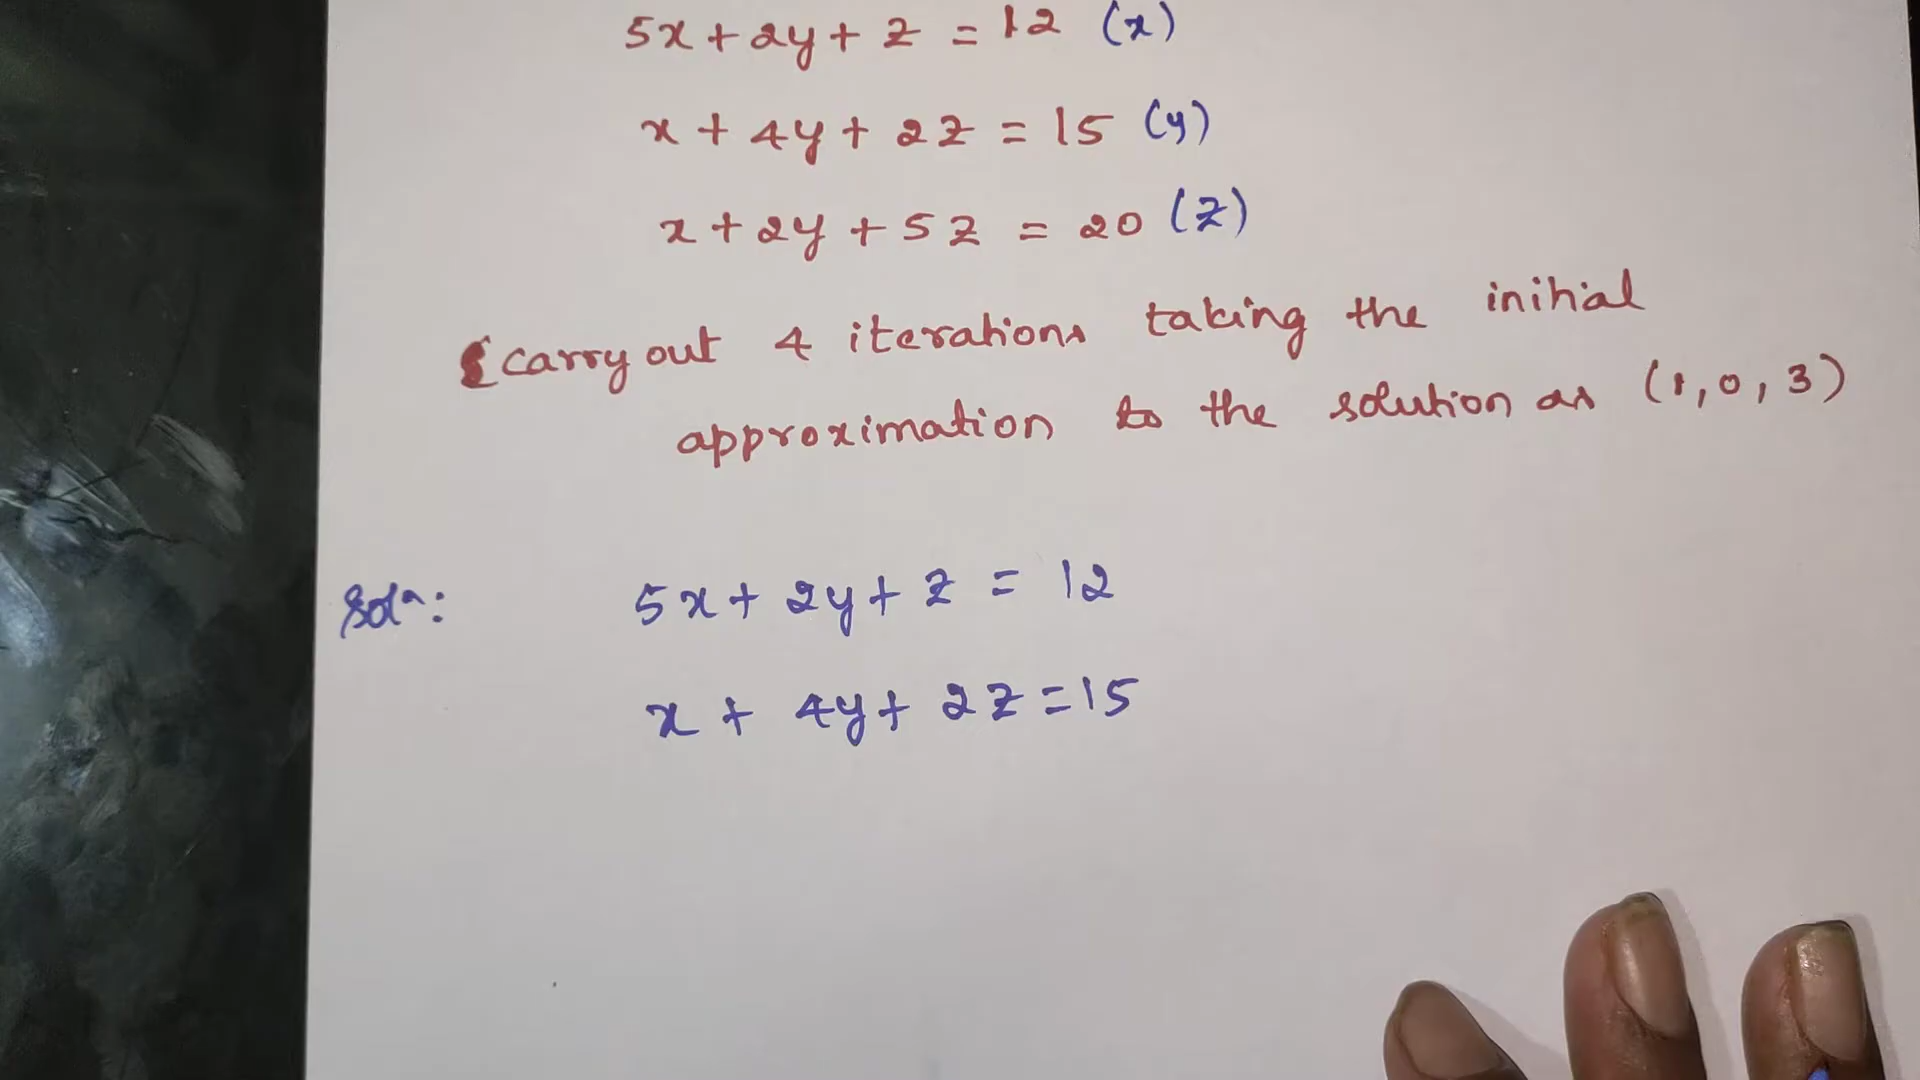 5x + 2y + z = 12 (x)
x + 4y + 2z = 15 (y)
x + 2y + 5z = 20 (z)
[carry out 4 iterations taking the initial
approximation to the solution as (1, 0, 3)
Soln:
5x + 2y + z = 12
x + 4y + 2z = 15